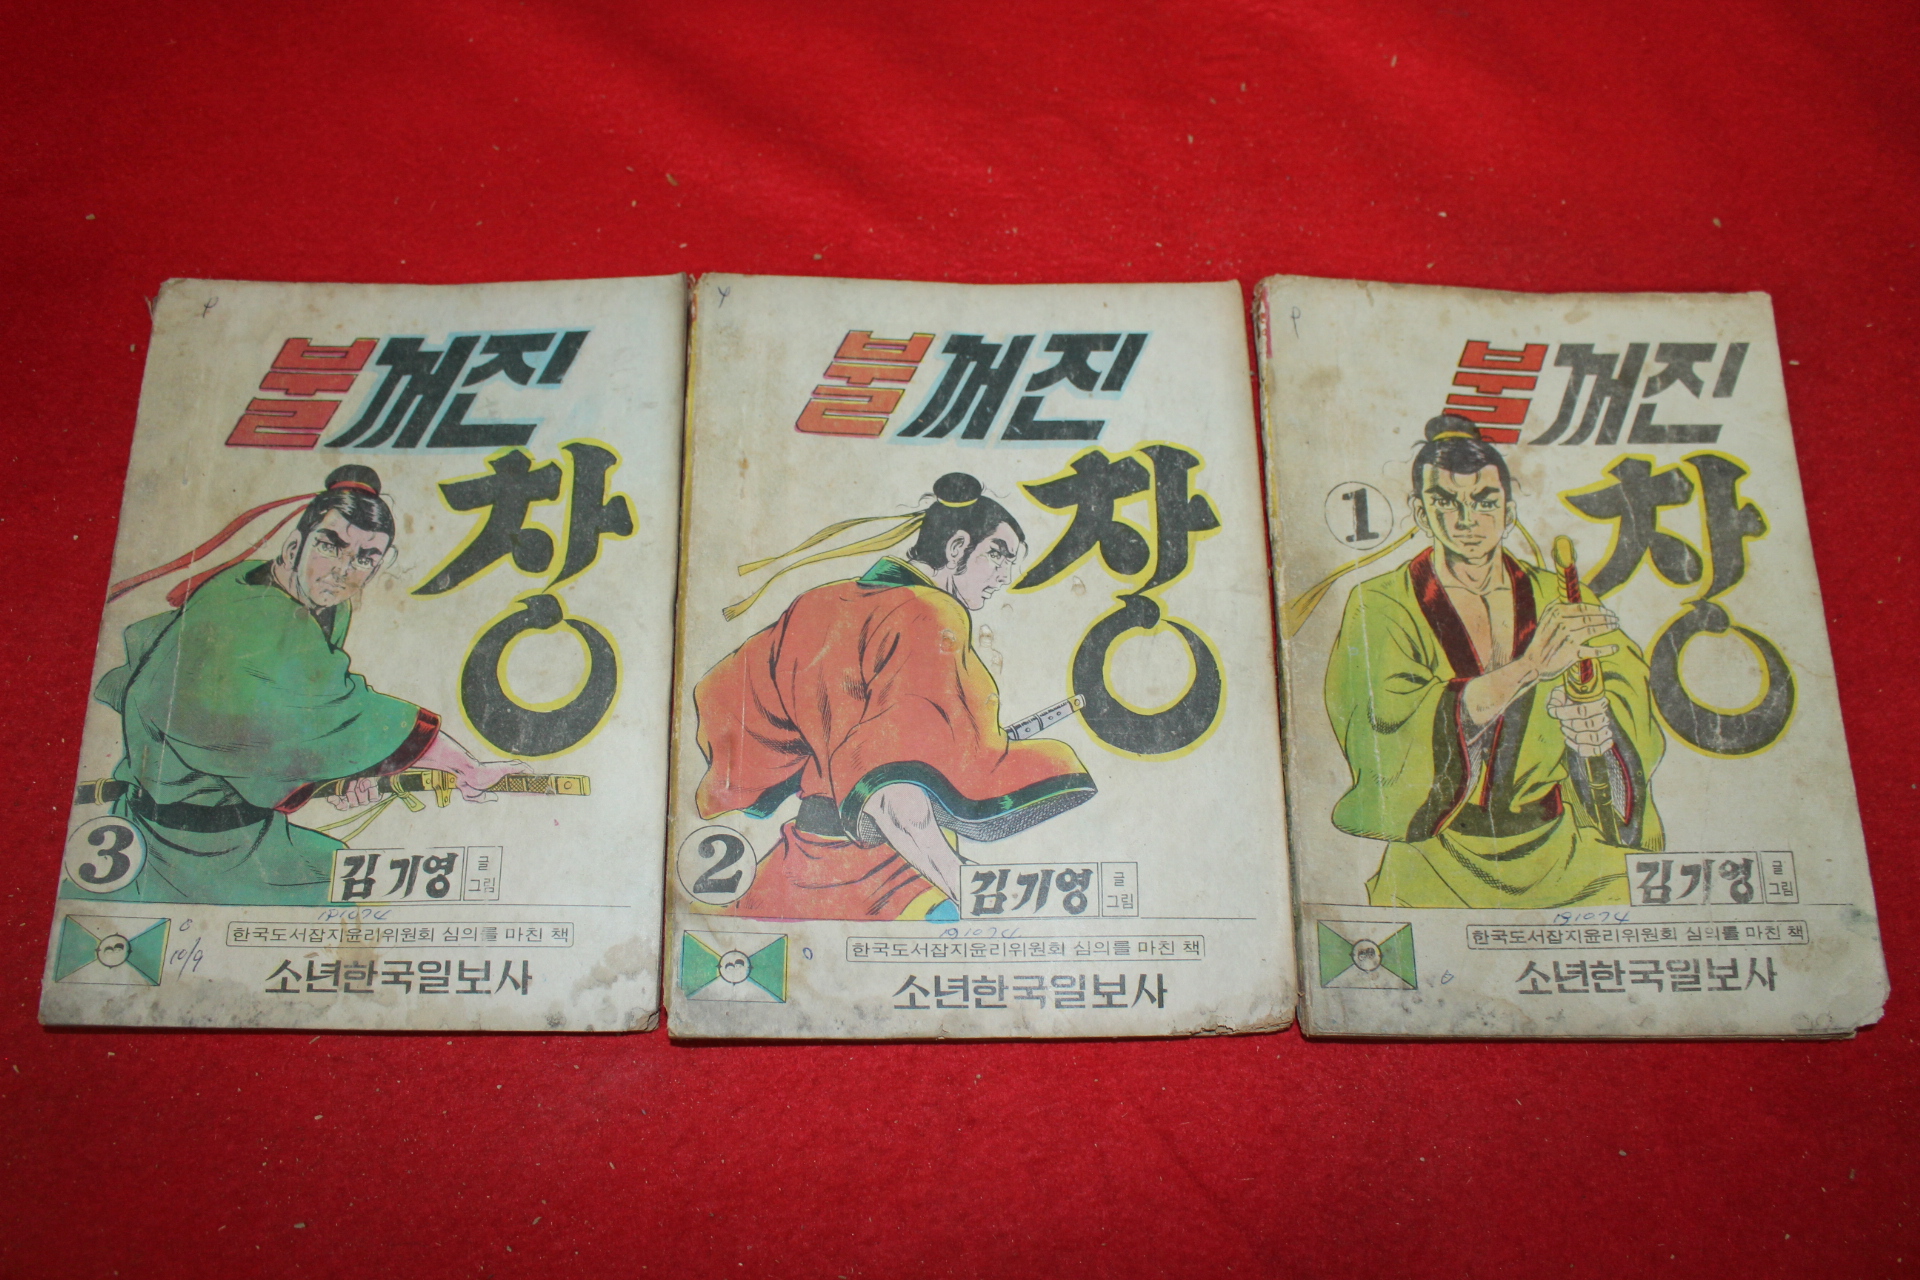 불꺼진
창
3
김기영
글
그림
한국도서잡지윤리위원회 심의를 마친 책
3
10/9
소년한국일보사
불꺼진
창
2
김기영
글
그림
한국도서잡지윤리위원회 심의를 마친 책
3
소년한국일보사
불꺼진
창
1
김기영
글
그림
한국도서잡지윤리위원회 심의를 마친 책
소년한국일보사